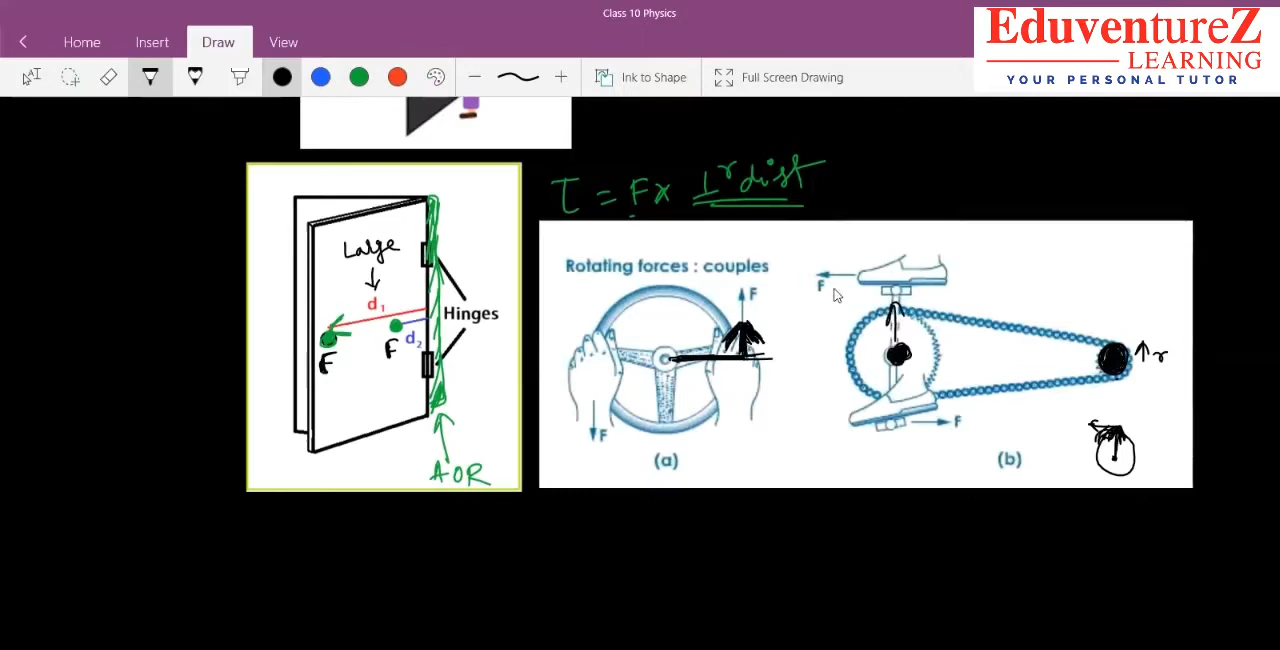 Class 10 Physics
EduventureZ
LEARNING
YOUR PERSONAL TUTOR
Home Insert Draw View
Ink to Shape Full Screen Drawing
τ = F × ⊥r dist
Large
d1
F
F
d2
Hinges
AOR
Rotating forces : couples
F
F
(a)
F
F
r
(b)